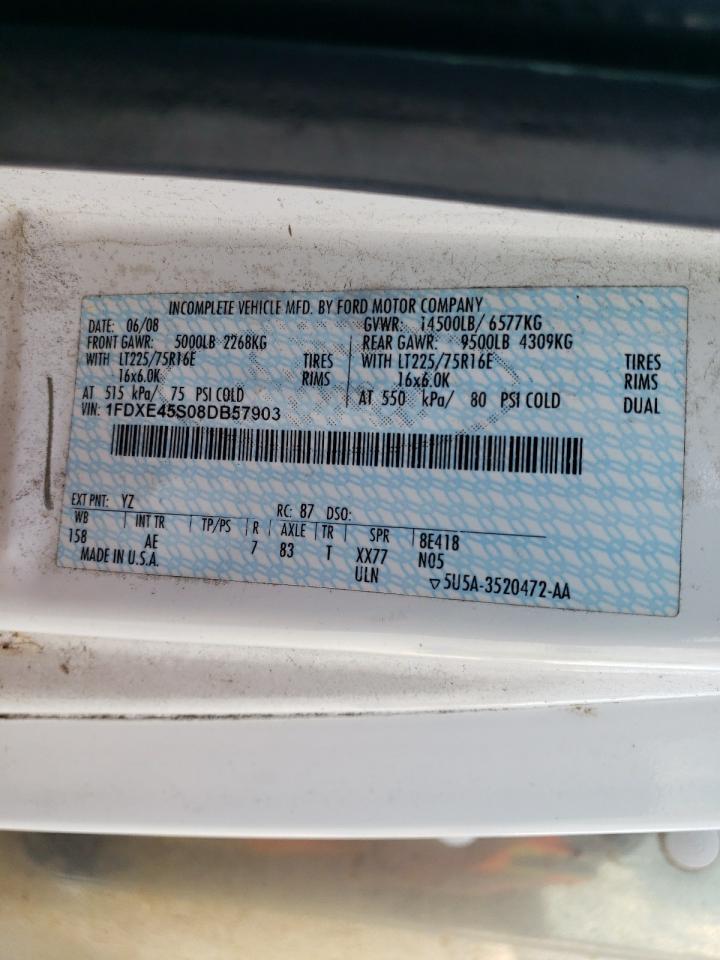 INCOMPLETE VEHICLE MFD. BY FORD MOTOR COMPANY
DATE: 06/08 GVWR: 14500LB/ 6577KG
FRONT GAWR: 5000LB 2268KG REAR GAWR: 9500LB 4309KG
WITH LT225/75R16E TIRES WITH LT225/75R16E TIRES
16x6.0K RIMS 16x6.0K RIMS
AT 515 kPa/ 75 PSI COLD AT 550 kPa/ 80 PSI COLD DUAL
VIN: 1FDXE45S08DB57903
EXT PNT: YZ RC: 87 DSO:
WB INT TR TP/PS R AXLE TR SPR 8E418
158 AE 7 83 T XX77 N05
MADE IN U.S.A. ULN ▽5U5A-3520472-AA